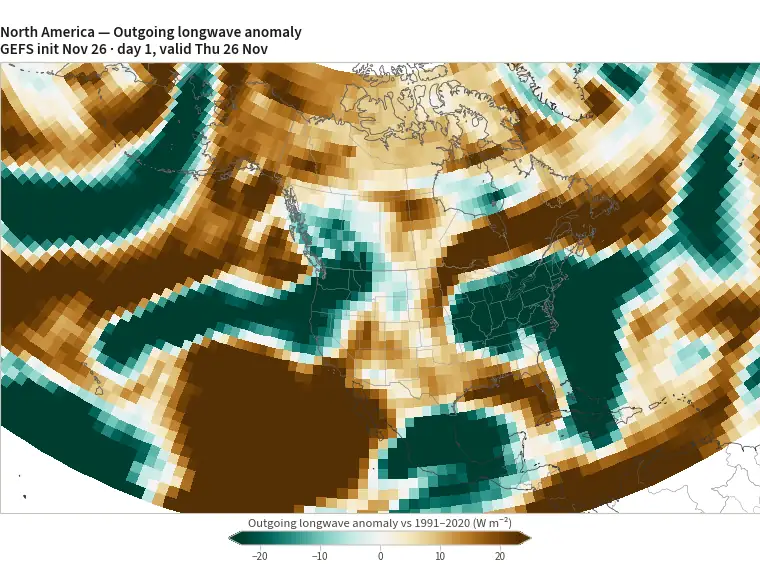 North America — Outgoing longwave anomaly
GEFS init Nov 26 · day 1, valid Thu 26 Nov
Outgoing longwave anomaly vs 1991–2020 (W m⁻²)
−20 −10 0 10 20